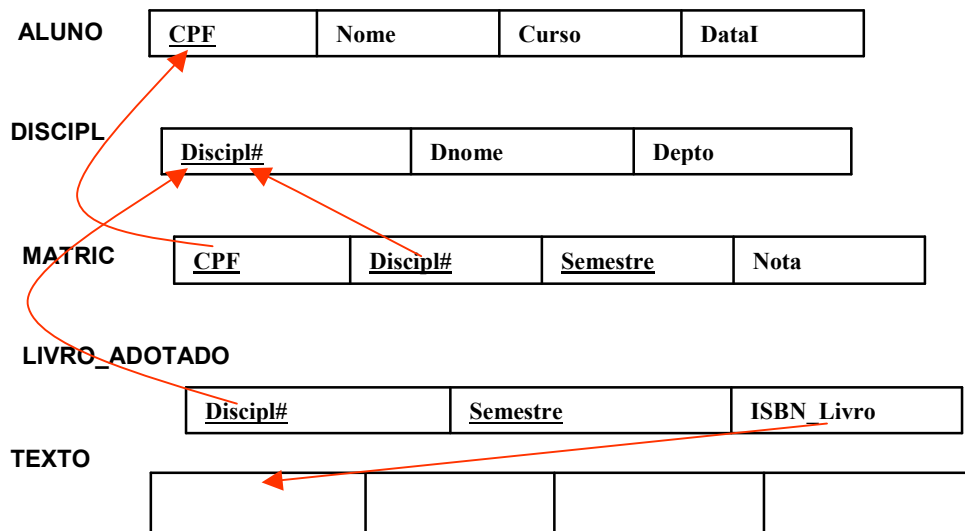 ALUNO CPF Nome Curso DataI
DISCIPL
Discipl# Dnome Depto
MATRIC CPF Discipl# Semestre Nota
LIVRO_ADOTADO
Discipl# Semestre ISBN_Livro
TEXTO